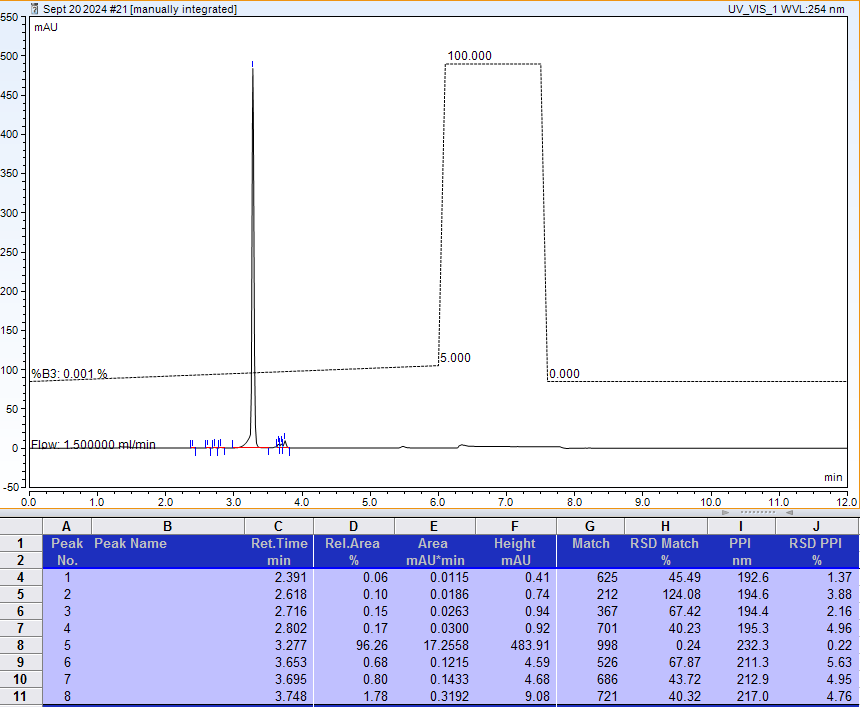 Sept 20 2024 #21 [manually integrated] UV_VIS_1 WVL:254 nm
550
mAU
500
100.000
450
400
350
300
250
200
150
5.000
100
%B3: 0.001 %
0.000
50
Flow: 1.500000 ml/min
0
min
-50
0.0 1.0 2.0 3.0 4.0 5.0 6.0 7.0 8.0 9.0 10.0 11.0 12.0
A B C D E F G H I J
1 Peak Peak Name Ret.Time Rel.Area Area Height Match RSD Match PPI RSD PPI
2 No. min % mAU*min mAU % nm %
4 1 2.391 0.06 0.0115 0.41 625 45.49 192.6 1.37
5 2 2.618 0.10 0.0186 0.74 212 124.08 194.6 3.88
6 3 2.716 0.15 0.0263 0.94 367 67.42 194.4 2.16
7 4 2.802 0.17 0.0300 0.92 701 40.23 195.3 4.96
8 5 3.277 96.26 17.2558 483.91 998 0.24 232.3 0.22
9 6 3.653 0.68 0.1215 4.59 526 67.87 211.3 5.63
10 7 3.695 0.80 0.1433 4.68 686 43.72 212.9 4.95
11 8 3.748 1.78 0.3192 9.08 721 40.32 217.0 4.76